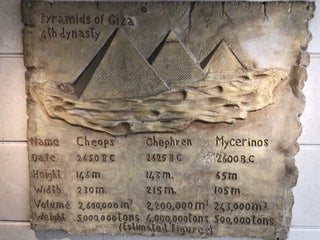 Pyramids of Giza
4th dynasty
Name Cheops Chephren Mycerinos
Date 2650 B.C 2625 B.C 2600 B.C
Height 146 m. 143 m. 65 m
Width 230 m. 215 m. 105 m.
Volume 2,600,000 m³ 2,200,000 m³ 243,000 m³
Weight 5,000,000 tons 4,000,000 tons 500,000 tons
(Estimated figures)